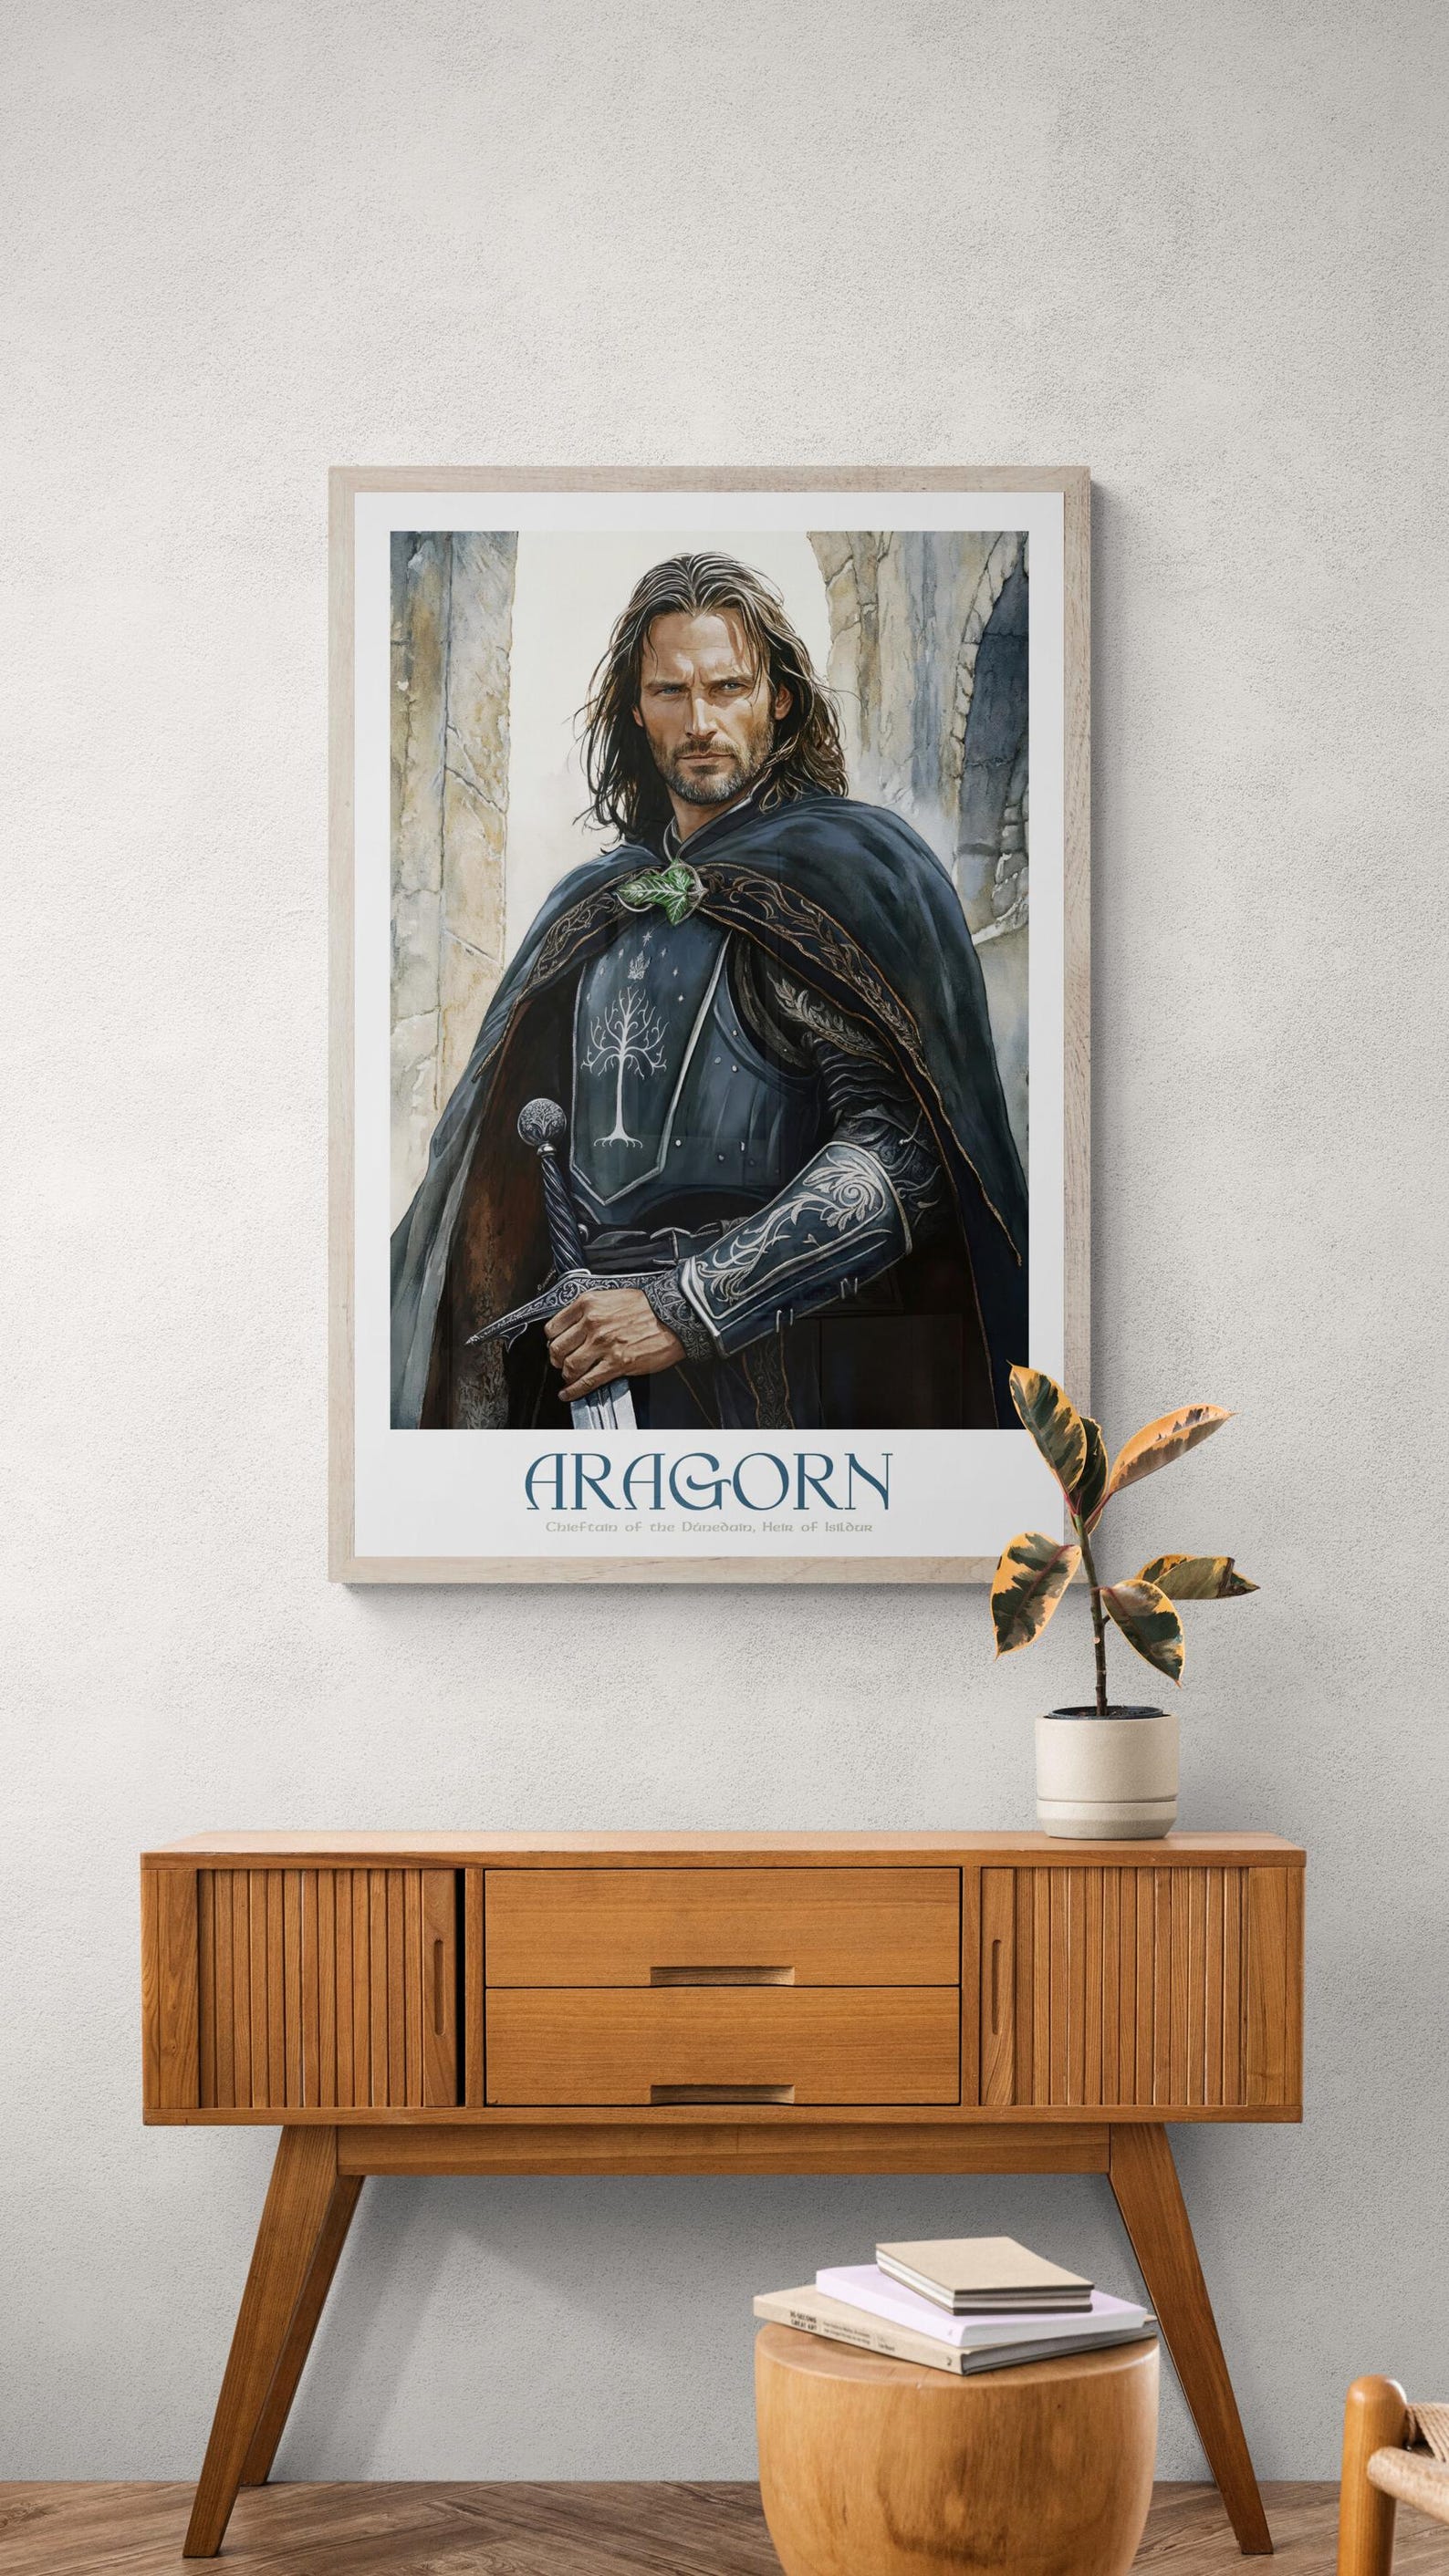 ARAGORN
Chieftain of the Dúnedain, Heir of Isildur